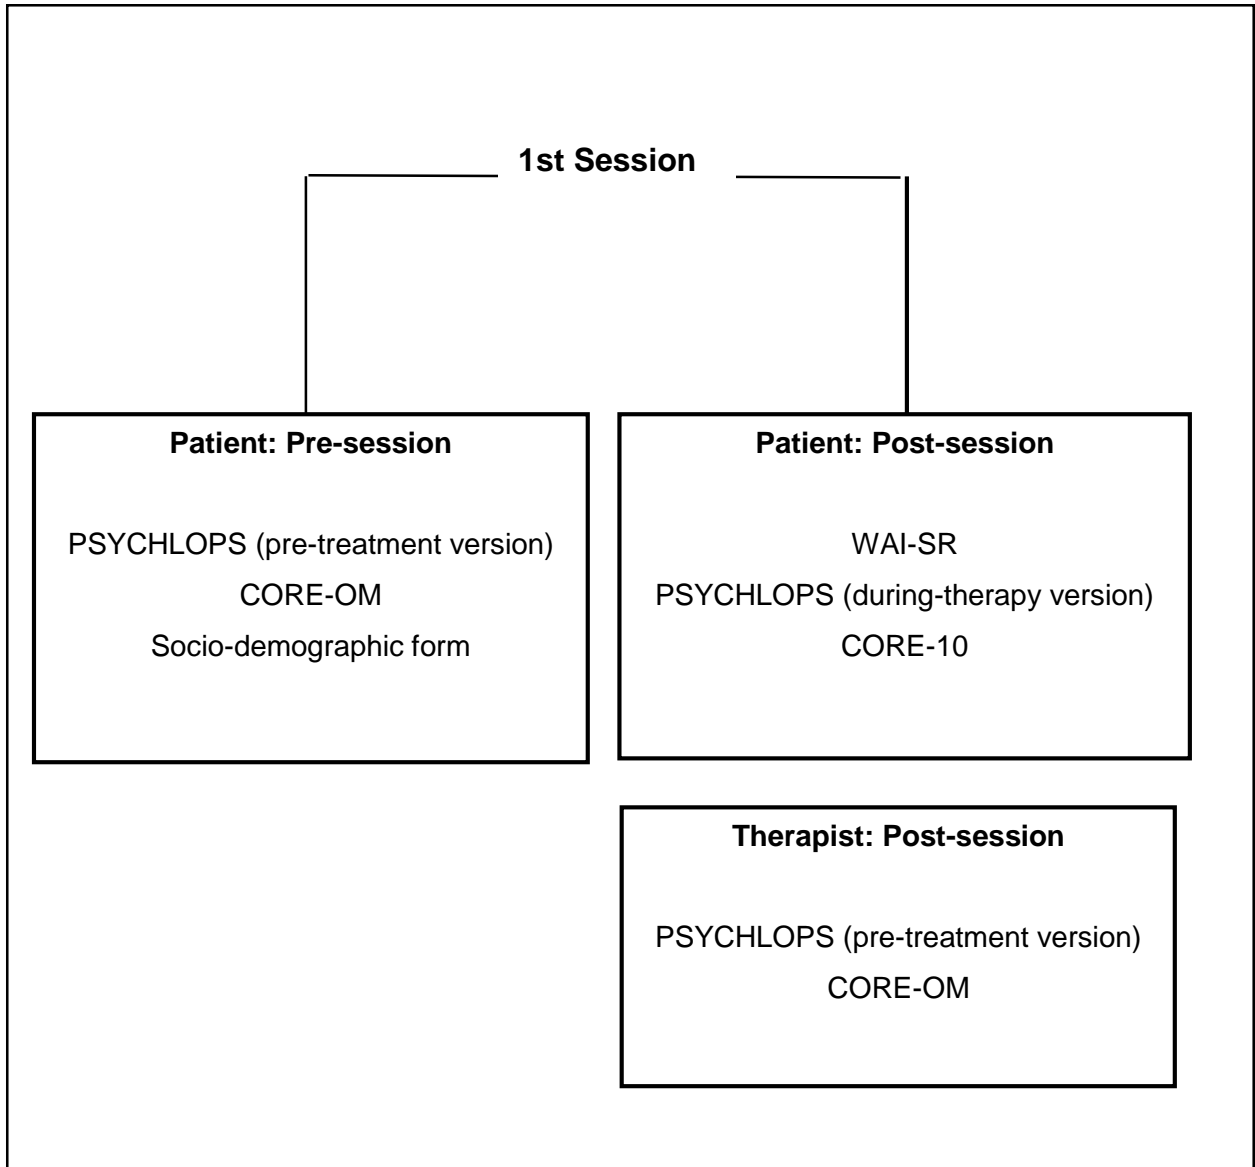 1st Session
Patient: Pre-session
PSYCHLOPS (pre-treatment version)
CORE-OM
Socio-demographic form
Patient: Post-session
WAI-SR
PSYCHLOPS (during-therapy version)
CORE-10
Therapist: Post-session
PSYCHLOPS (pre-treatment version)
CORE-OM